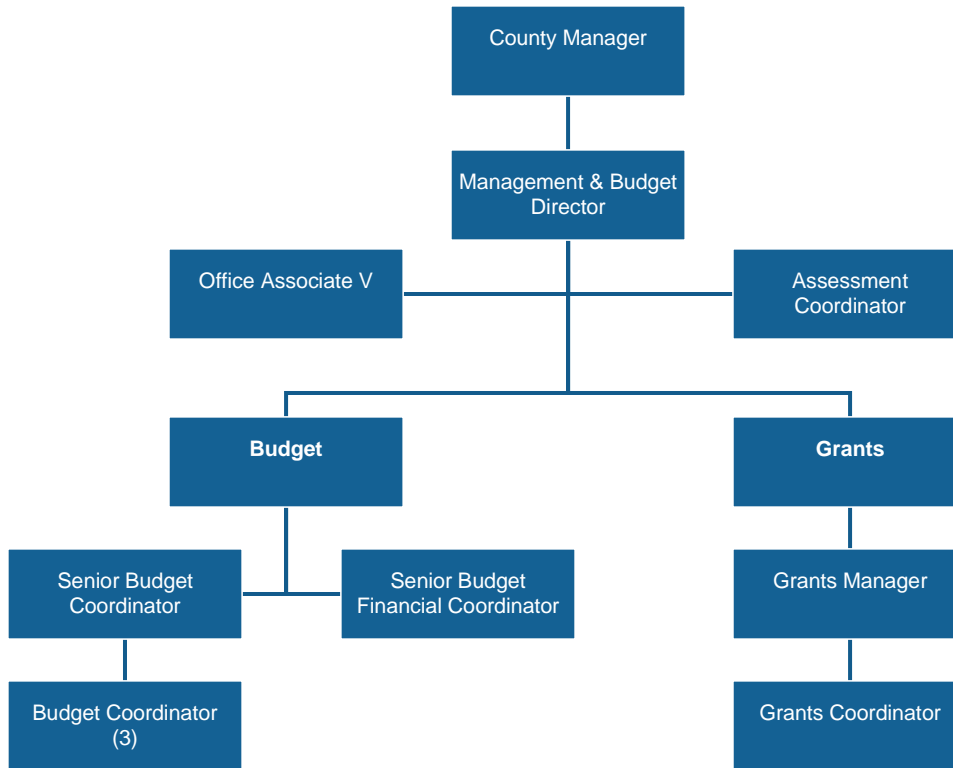 County Manager
Management & Budget
Director
Office Associate V
Assessment
Coordinator
Budget
Grants
Senior Budget
Coordinator
Senior Budget
Financial Coordinator
Grants Manager
Budget Coordinator
(3)
Grants Coordinator